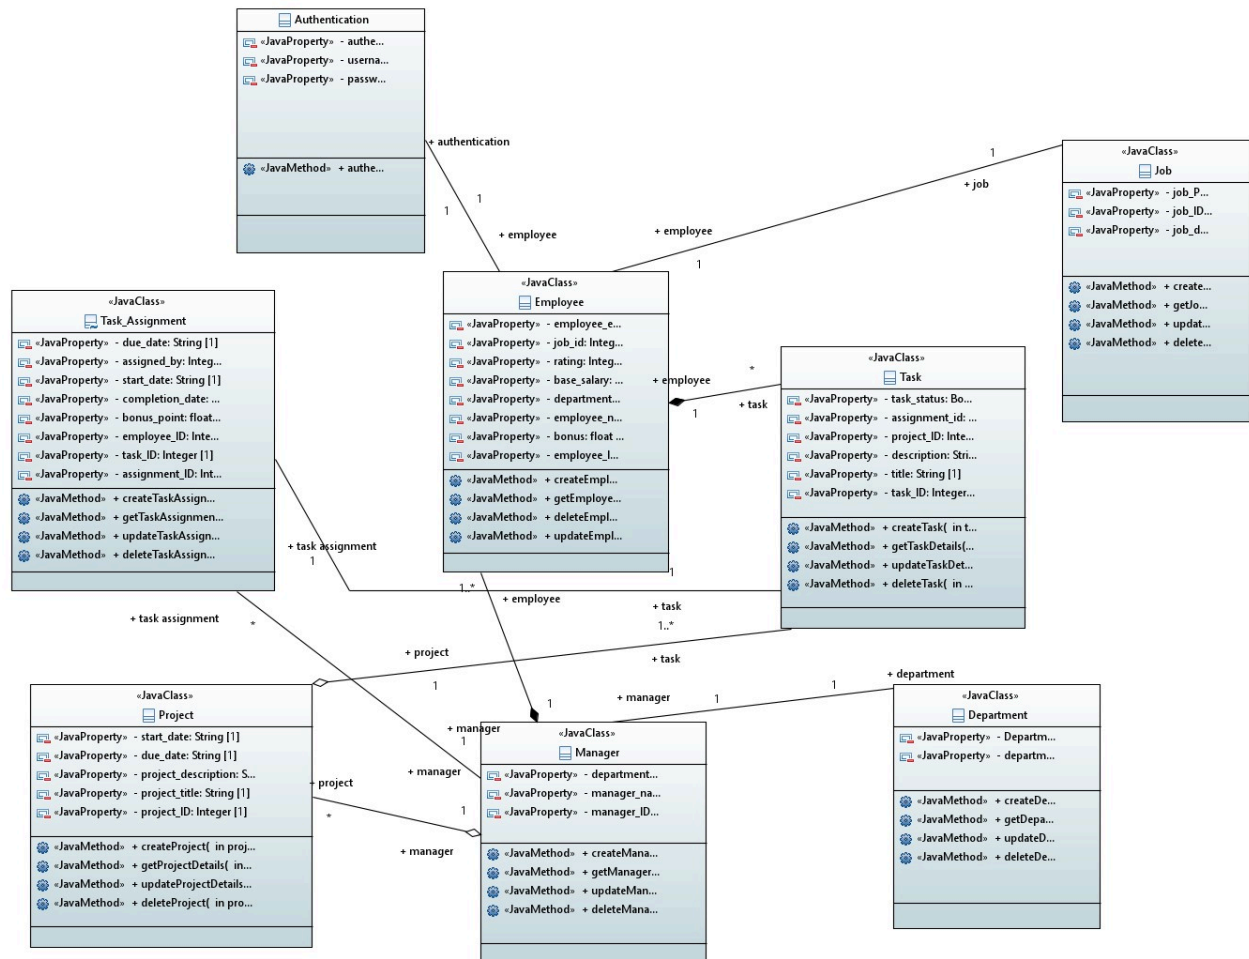 Authentication
«JavaProperty» - authe...
«JavaProperty» - userna...
«JavaProperty» - passw...
«JavaMethod» + authe...
+ authentication
1
1
+ employee
1
+ job
+ employee
1
«JavaClass»
Job
«JavaProperty» - job_P...
«JavaProperty» - job_ID...
«JavaProperty» - job_d...
«JavaMethod» + create...
«JavaMethod» + getJo...
«JavaMethod» + updat...
«JavaMethod» + delete...
«JavaClass»
Task_Assignment
«JavaProperty» - due_date: String [1]
«JavaProperty» - assigned_by: Integ...
«JavaProperty» - start_date: String [1]
«JavaProperty» - completion_date: ...
«JavaProperty» - bonus_point: float...
«JavaProperty» - employee_ID: Inte...
«JavaProperty» - task_ID: Integer [1]
«JavaProperty» - assignment_ID: Int...
«JavaMethod» + createTaskAssign...
«JavaMethod» + getTaskAssignmen...
«JavaMethod» + updateTaskAssign...
«JavaMethod» + deleteTaskAssign...
«JavaClass»
Employee
«JavaProperty» - employee_e...
«JavaProperty» - job_id: Integ...
«JavaProperty» - rating: Integ...
«JavaProperty» - base_salary: ...
«JavaProperty» - department...
«JavaProperty» - employee_n...
«JavaProperty» - bonus: float ...
«JavaProperty» - employee_l...
«JavaMethod» + createEmpl...
«JavaMethod» + getEmploye...
«JavaMethod» + deleteEmpl...
«JavaMethod» + updateEmpl...
+ employee
*
1
+ task
«JavaClass»
Task
«JavaProperty» - task_status: Bo...
«JavaProperty» - assignment_id: ...
«JavaProperty» - project_ID: Inte...
«JavaProperty» - description: Stri...
«JavaProperty» - title: String [1]
«JavaProperty» - task_ID: Integer...
«JavaMethod» + createTask( in t...
«JavaMethod» + getTaskDetails(...
«JavaMethod» + updateTaskDet...
«JavaMethod» + deleteTask( in ...
+ task assignment
1
1
+ task
1..*
+ employee
+ task assignment
*
1..*
+ project
+ task
1
1
+ manager
1
1
+ department
+ manager
1
+ manager
+ project
*
1
+ manager
«JavaClass»
Project
«JavaProperty» - start_date: String [1]
«JavaProperty» - due_date: String [1]
«JavaProperty» - project_description: S...
«JavaProperty» - project_title: String [1]
«JavaProperty» - project_ID: Integer [1]
«JavaMethod» + createProject( in proj...
«JavaMethod» + getProjectDetails( in...
«JavaMethod» + updateProjectDetails...
«JavaMethod» + deleteProject( in pro...
«JavaClass»
Manager
«JavaProperty» - department...
«JavaProperty» - manager_na...
«JavaProperty» - manager_ID...
«JavaMethod» + createMana...
«JavaMethod» + getManager...
«JavaMethod» + updateMan...
«JavaMethod» + deleteMana...
«JavaClass»
Department
«JavaProperty» - Departm...
«JavaProperty» - departm...
«JavaMethod» + createDe...
«JavaMethod» + getDepa...
«JavaMethod» + updateD...
«JavaMethod» + deleteDe...